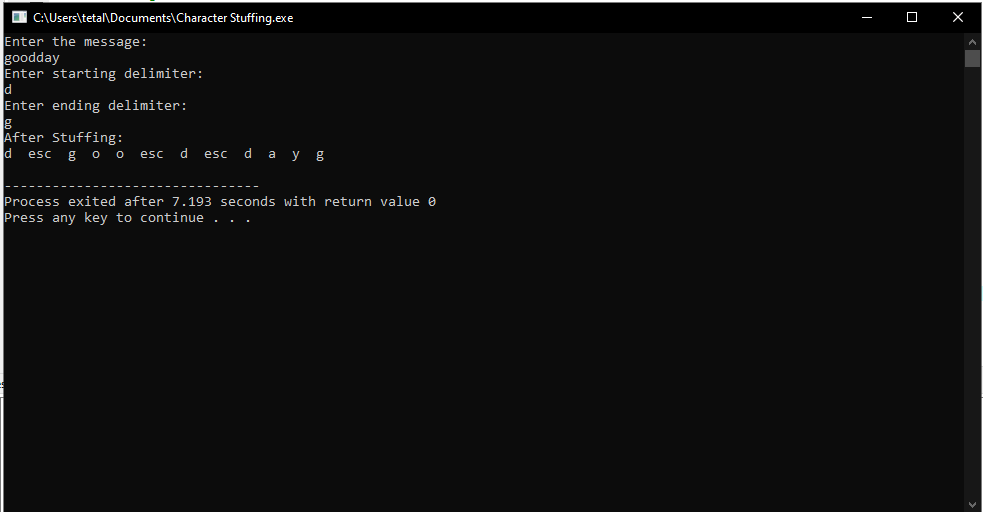 C:\Users\tetal\Documents\Character Stuffing.exe
Enter the message:
goodday
Enter starting delimiter:
d
Enter ending delimiter:
g
After Stuffing:
d  esc  g  o  o  esc  d  esc  d  a  y  g
--------------------------------
Process exited after 7.193 seconds with return value 0
Press any key to continue . . .